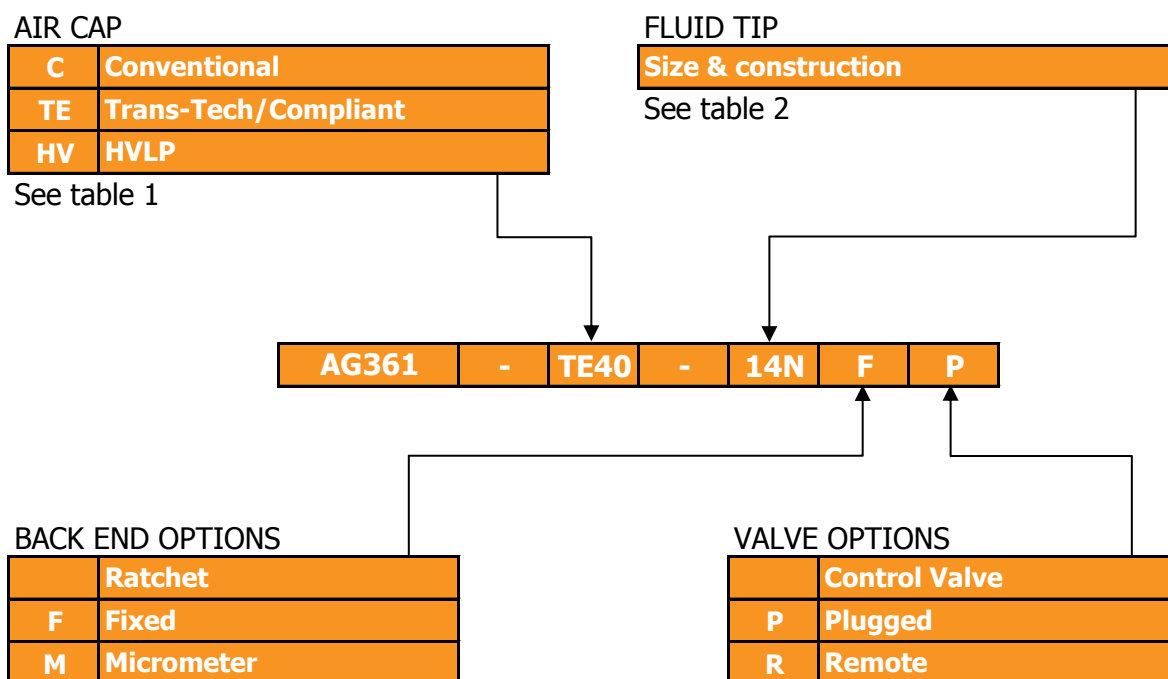 AIR CAP
C Conventional
TE Trans-Tech/Compliant
HV HVLP
See table 1
FLUID TIP
Size & construction
See table 2
AG361 - TE40 - 14N F P
BACK END OPTIONS
Ratchet
F Fixed
M Micrometer
VALVE OPTIONS
Control Valve
P Plugged
R Remote